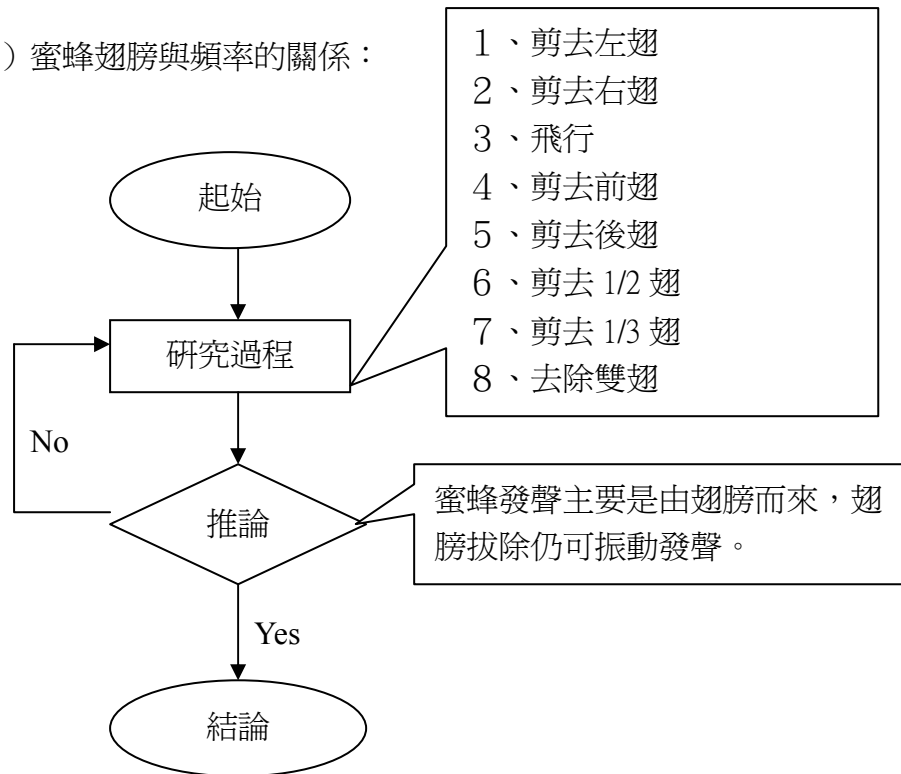 ）蜜蜂翅膀與頻率的關係：
１、剪去左翅
２、剪去右翅
３、飛行
４、剪去前翅
５、剪去後翅
６、剪去 1/2 翅
７、剪去 1/3 翅
８、去除雙翅
起始
研究過程
No
推論
蜜蜂發聲主要是由翅膀而來，翅
膀拔除仍可振動發聲。
Yes
結論